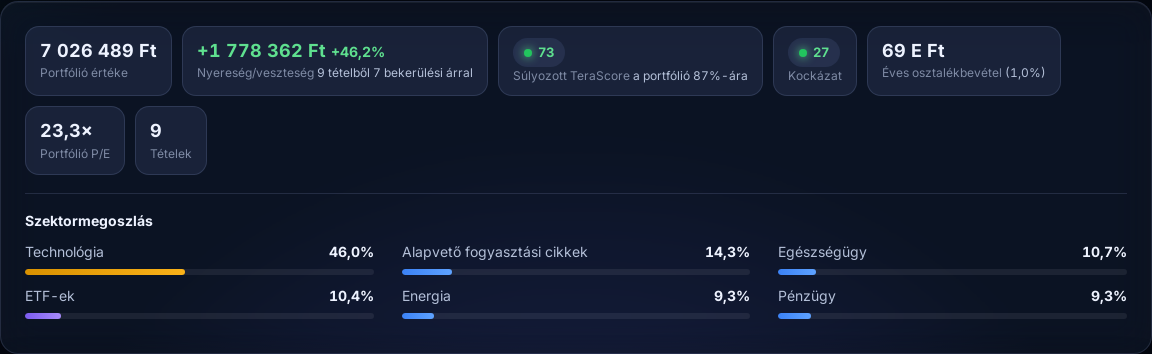 7 026 489 Ft
Portfólió értéke
+1 778 362 Ft +46,2%
Nyereség/veszteség 9 tételből 7 bekerülési árral
73
Súlyozott TeraScore a portfólió 87%-ára
27
Kockázat
69 E Ft
Éves osztalékbevétel (1,0%)
23,3×
Portfólió P/E
9
Tételek
Szektormegoszlás
Technológia 46,0%
Alapvető fogyasztási cikkek 14,3%
Egészségügy 10,7%
ETF-ek 10,4%
Energia 9,3%
Pénzügy 9,3%